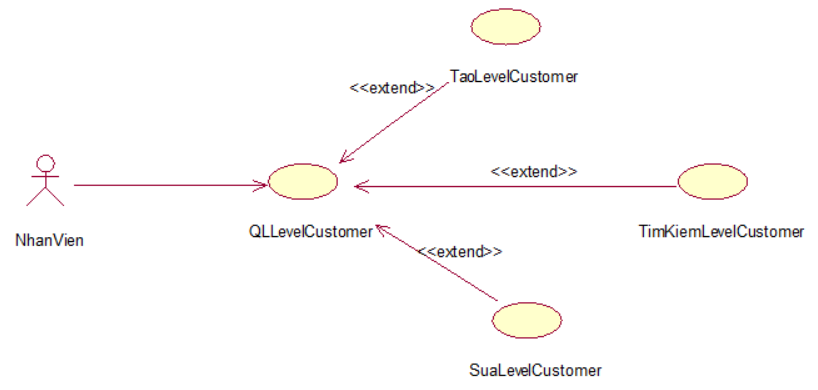 TaoLevelCustomer
<<extend>>
<<extend>>
NhanVien
QLLevelCustomer
TimKiemLevelCustomer
<<extend>>
SuaLevelCustomer